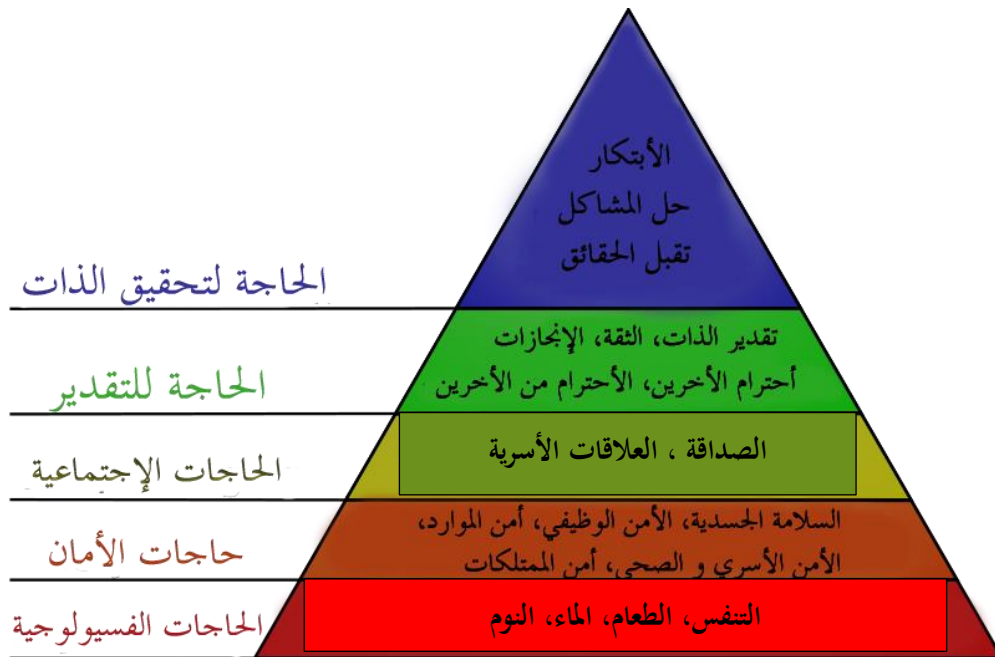 الأبتكار
حل المشاكل
تقبل الحقائق
الحاجة لتحقيق الذات
تقدير الذات، الثقة، الإنجازات
أحترام الأخرين، الأحترام من الأخرين
الحاجة للتقدير
الصداقة ، العلاقات الأسرية
الحاجات الإجتماعية
السلامة الجسدية، الأمن الوظيفي، أمن الموارد،
الأمن الأسري و الصحي، أمن الممتلكات
حاجات الأمان
التنفس، الطعام، الماء، النوم
الحاجات الفسيولوجية